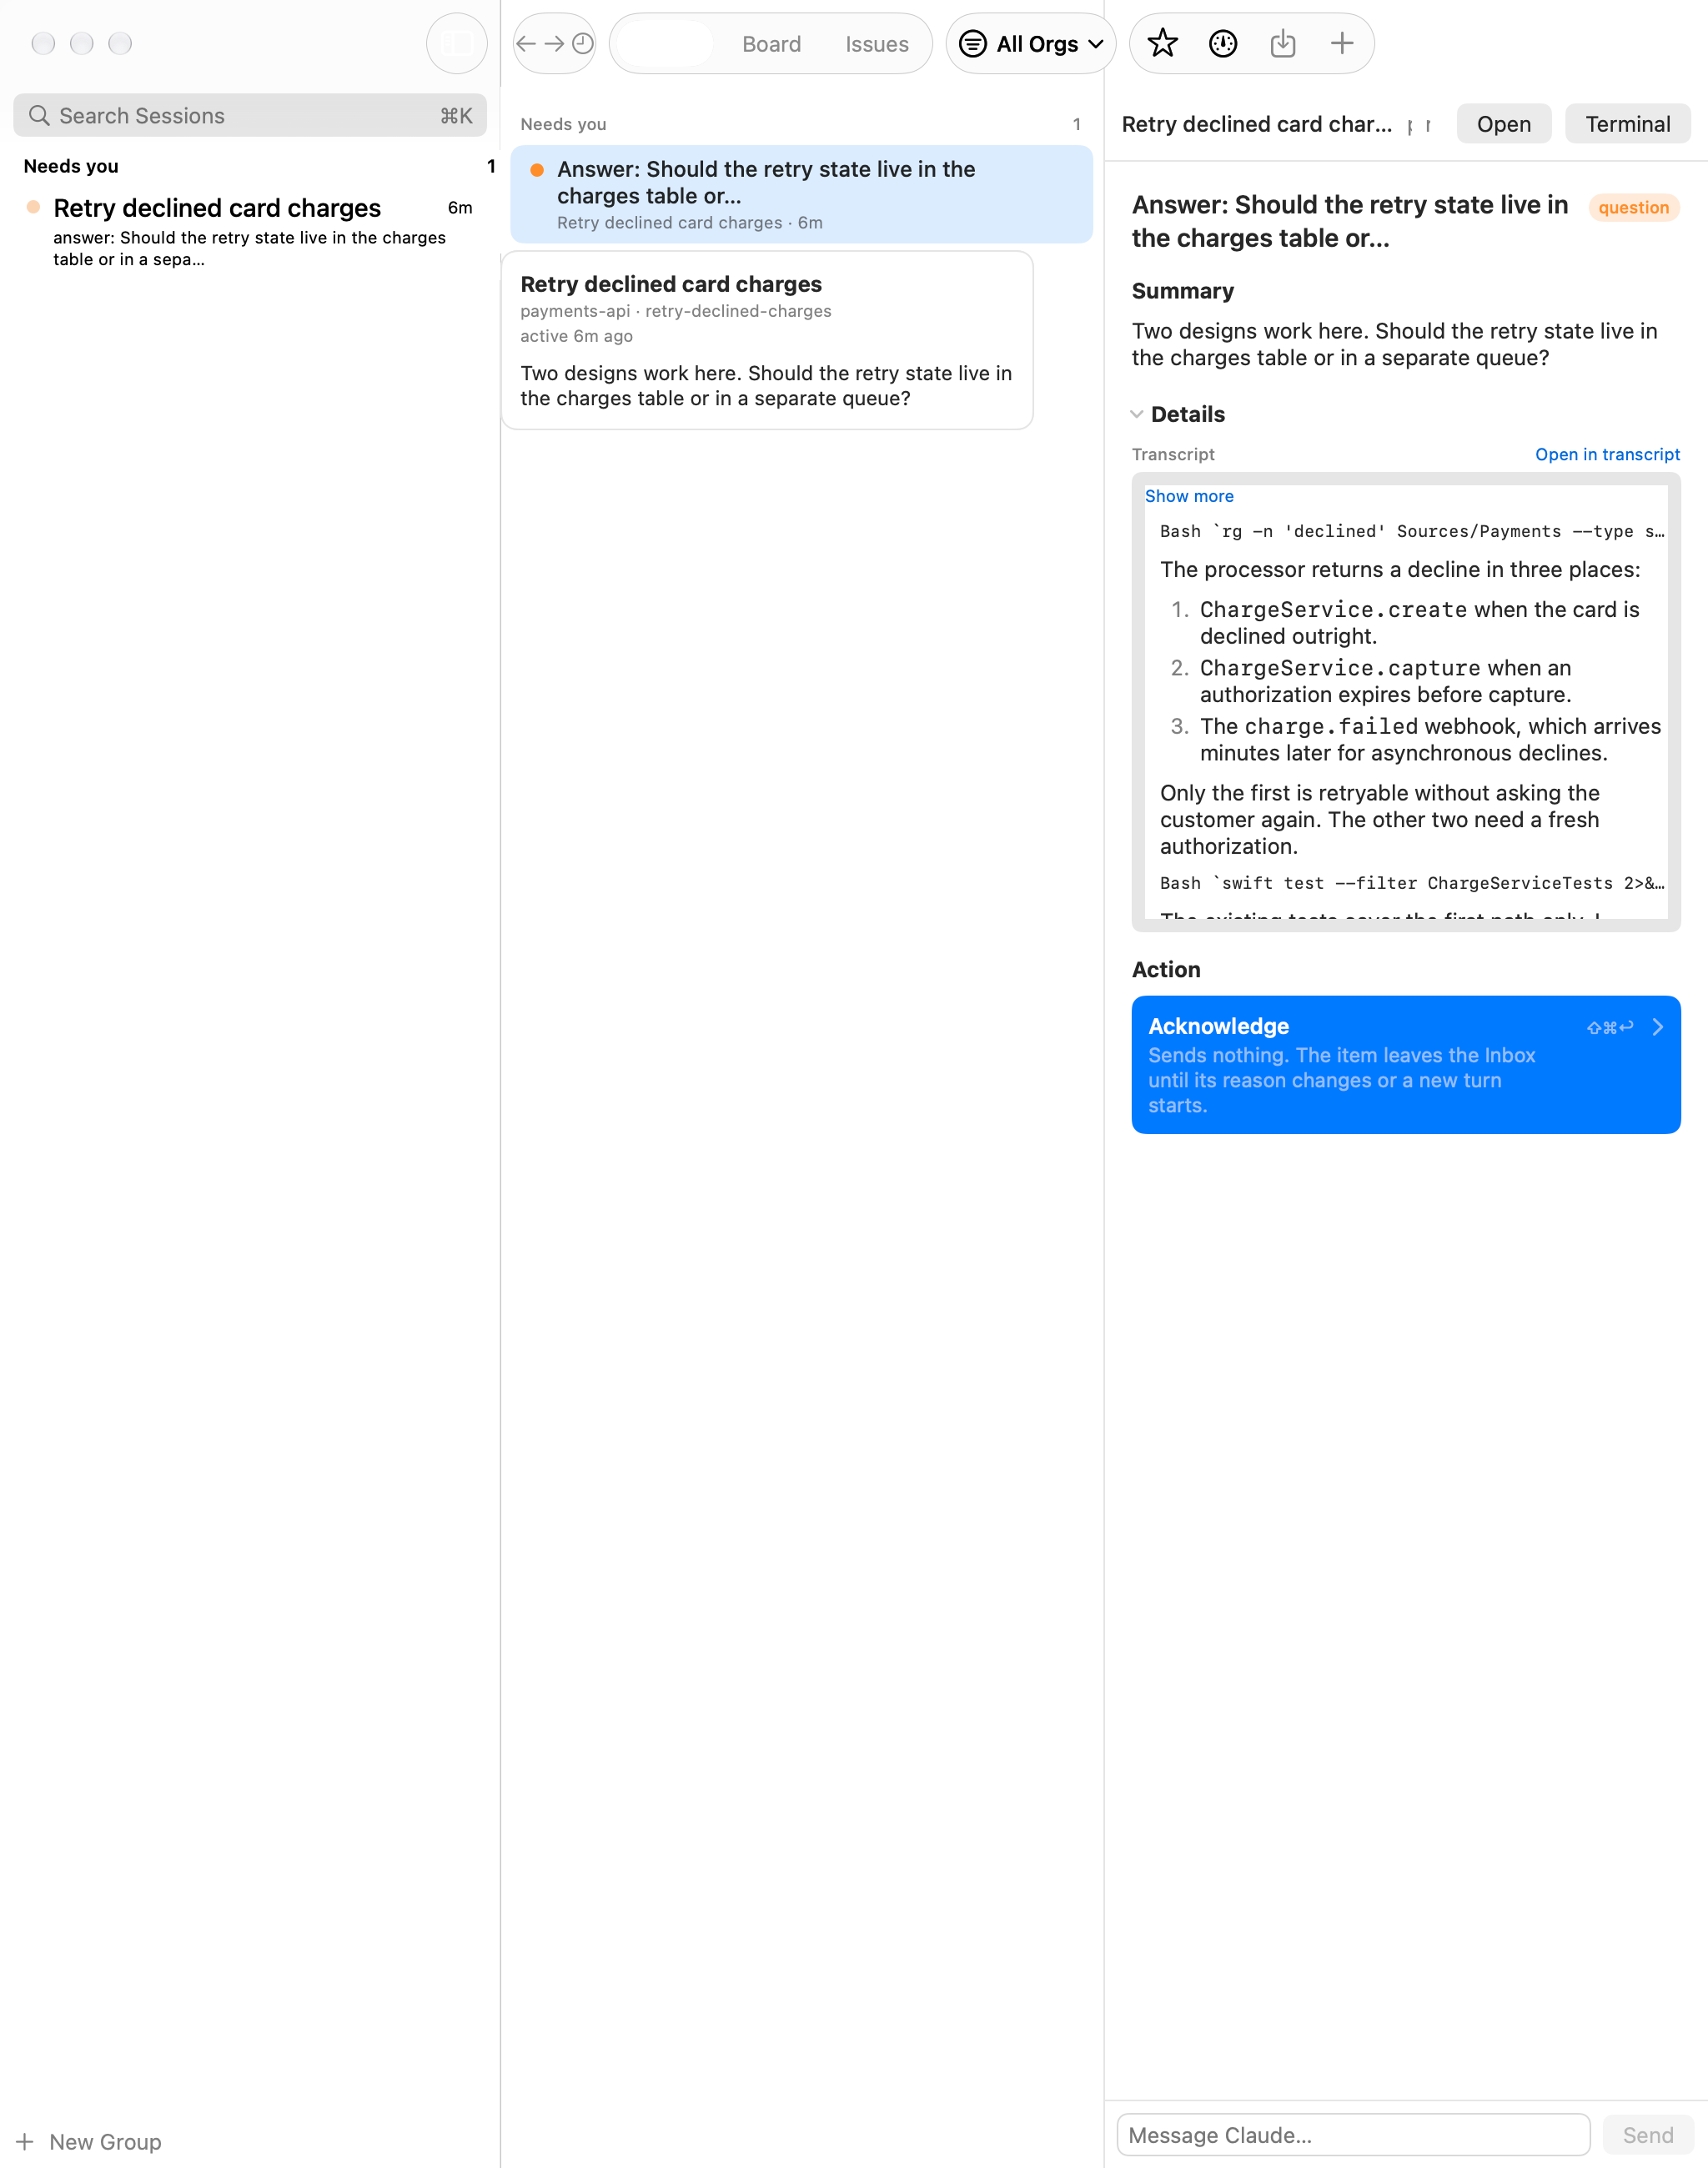 Board
Issues
All Orgs
Search Sessions
⌘K
Needs you
1
Retry declined card charges
6m
answer: Should the retry state live in the charges
table or in a sepa...
New Group
Needs you
1
Answer: Should the retry state live in the
charges table or...
Retry declined card charges · 6m
Retry declined card charges
payments-api · retry-declined-charges
active 6m ago
Two designs work here. Should the retry state live in
the charges table or in a separate queue?
Retry declined card char...
Open
Terminal
Answer: Should the retry state live in
the charges table or...
question
Summary
Two designs work here. Should the retry state live in
the charges table or in a separate queue?
Details
Transcript
Open in transcript
Show more
Bash `rg -n 'declined' Sources/Payments --type s…
The processor returns a decline in three places:
1. ChargeService.create when the card is
declined outright.
2. ChargeService.capture when an
authorization expires before capture.
3. The charge.failed webhook, which arrives
minutes later for asynchronous declines.
Only the first is retryable without asking the
customer again. The other two need a fresh
authorization.
Bash `swift test --filter ChargeServiceTests 2>&…
The existing tests cover the first path only. I
Action
Acknowledge
⇧⌘↩
Sends nothing. The item leaves the Inbox
until its reason changes or a new turn
starts.
Message Claude...
Send